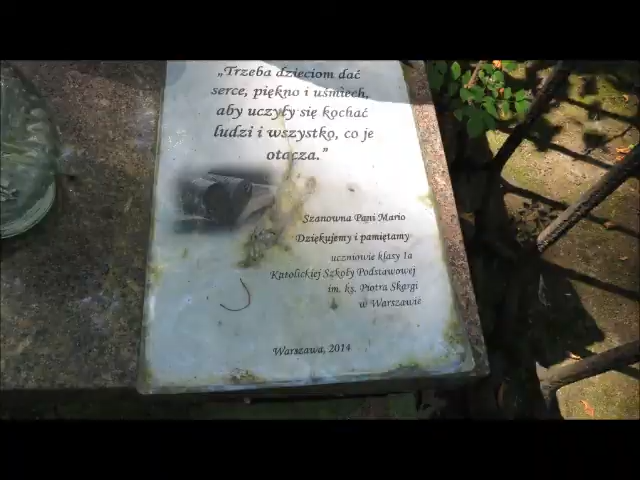 „Trzeba dzieciom dać
serce, piękno i uśmiech,
aby uczyły się kochać
ludzi i wszystko, co je
otacza.”
Szanowna Pani Mario
Dziękujemy i pamiętamy
uczniowie klasy 1a
Katolickiej Szkoły Podstawowej
im. ks. Piotra Skargi
w Warszawie
Warszawa, 2014